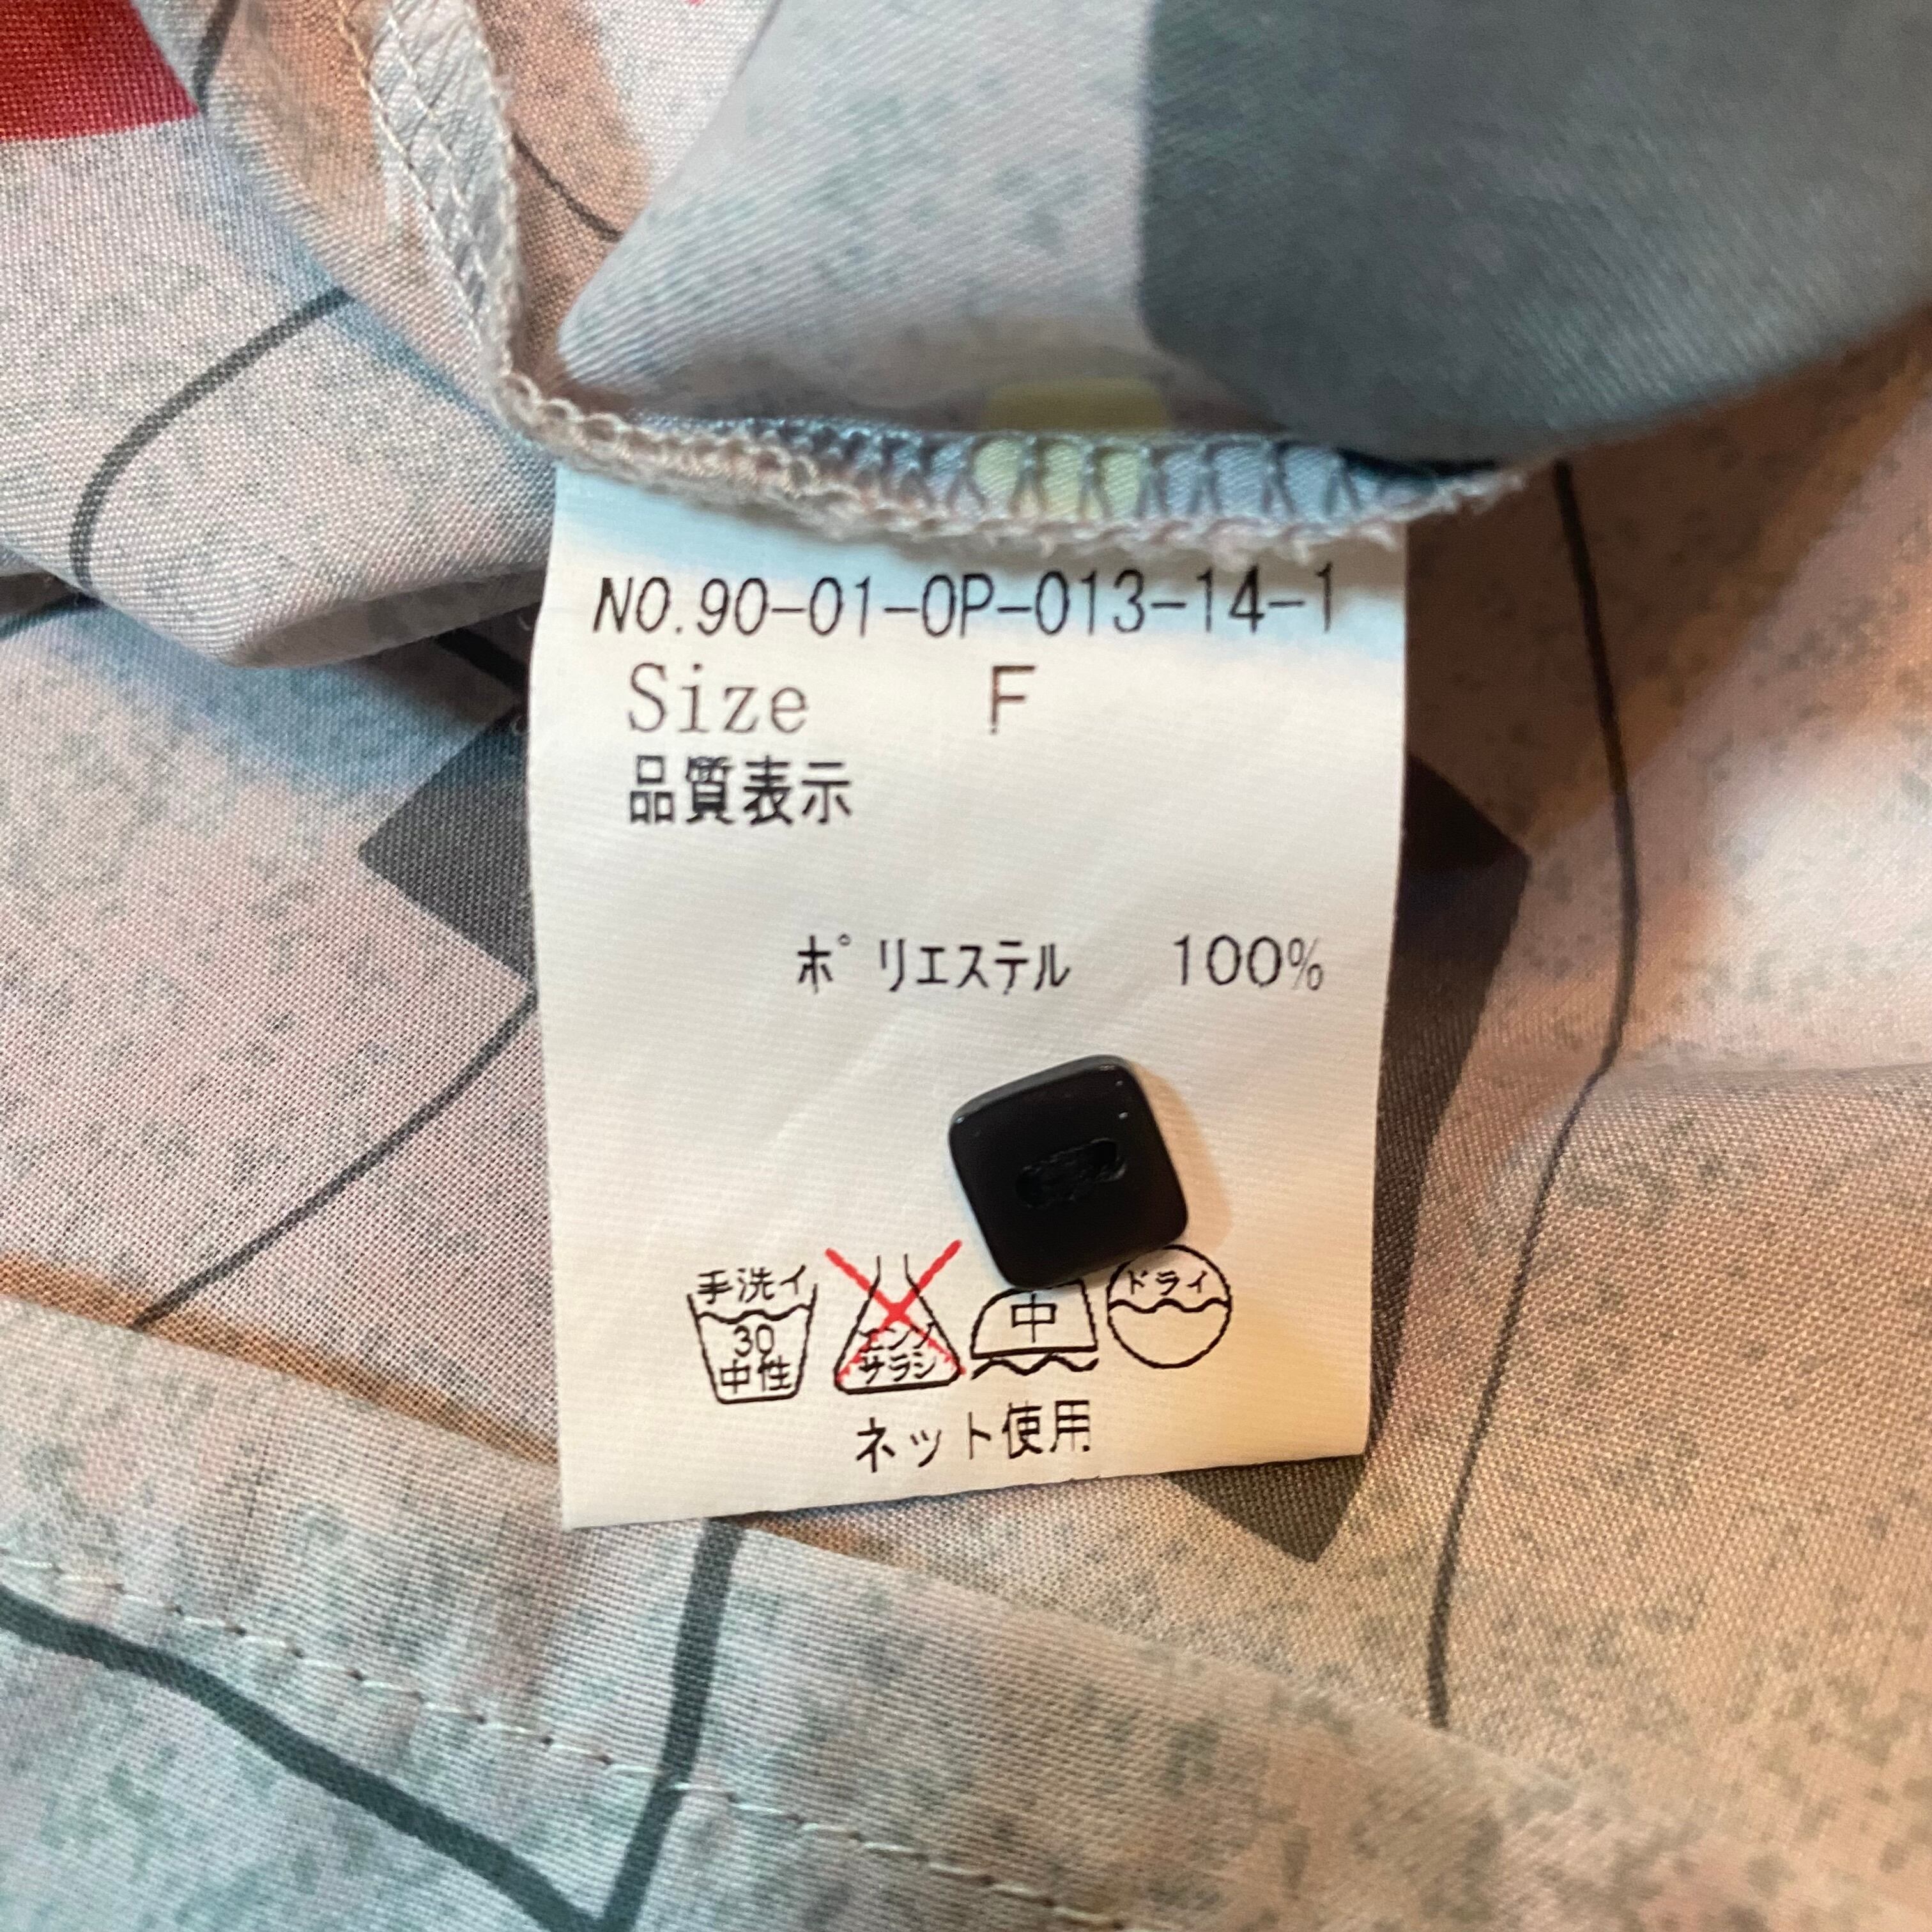 NO.90-01-OP-013-14-1
Size F
品質表示
ポリエステル 100%
手洗イ
30
中性
エンソ
サラシ
中
ドライ
ネット使用